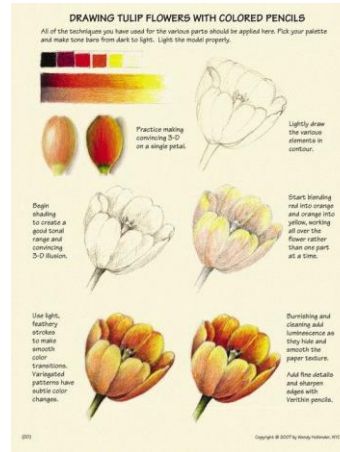 DRAWING TULIP FLOWERS WITH COLORED PENCILS
All of the techniques you have used for the various parts should be applied here. Pick your palette
and make tone bars from dark to light. Light the model properly.
Practice making
convincing 3-D
on a single petal.
Lightly draw
the various
elements in
contour.
Begin
shading
to create a
good tonal
range and
convincing
3-D illusion.
Start blending
red into orange
and orange into
yellow, working
all over the
flower rather
than one part
at a time.
Use light,
feathery
strokes
to make
smooth
color
transitions.
Variegated
patterns have
subtle color
changes.
Burnishing and
cleaning add
luminescence as
they hide and
smooth the
paper texture.
Add fine details
and sharpen
edges with
Verithin pencils.
Copyright © 2007 by Wendy Hollender, NYC